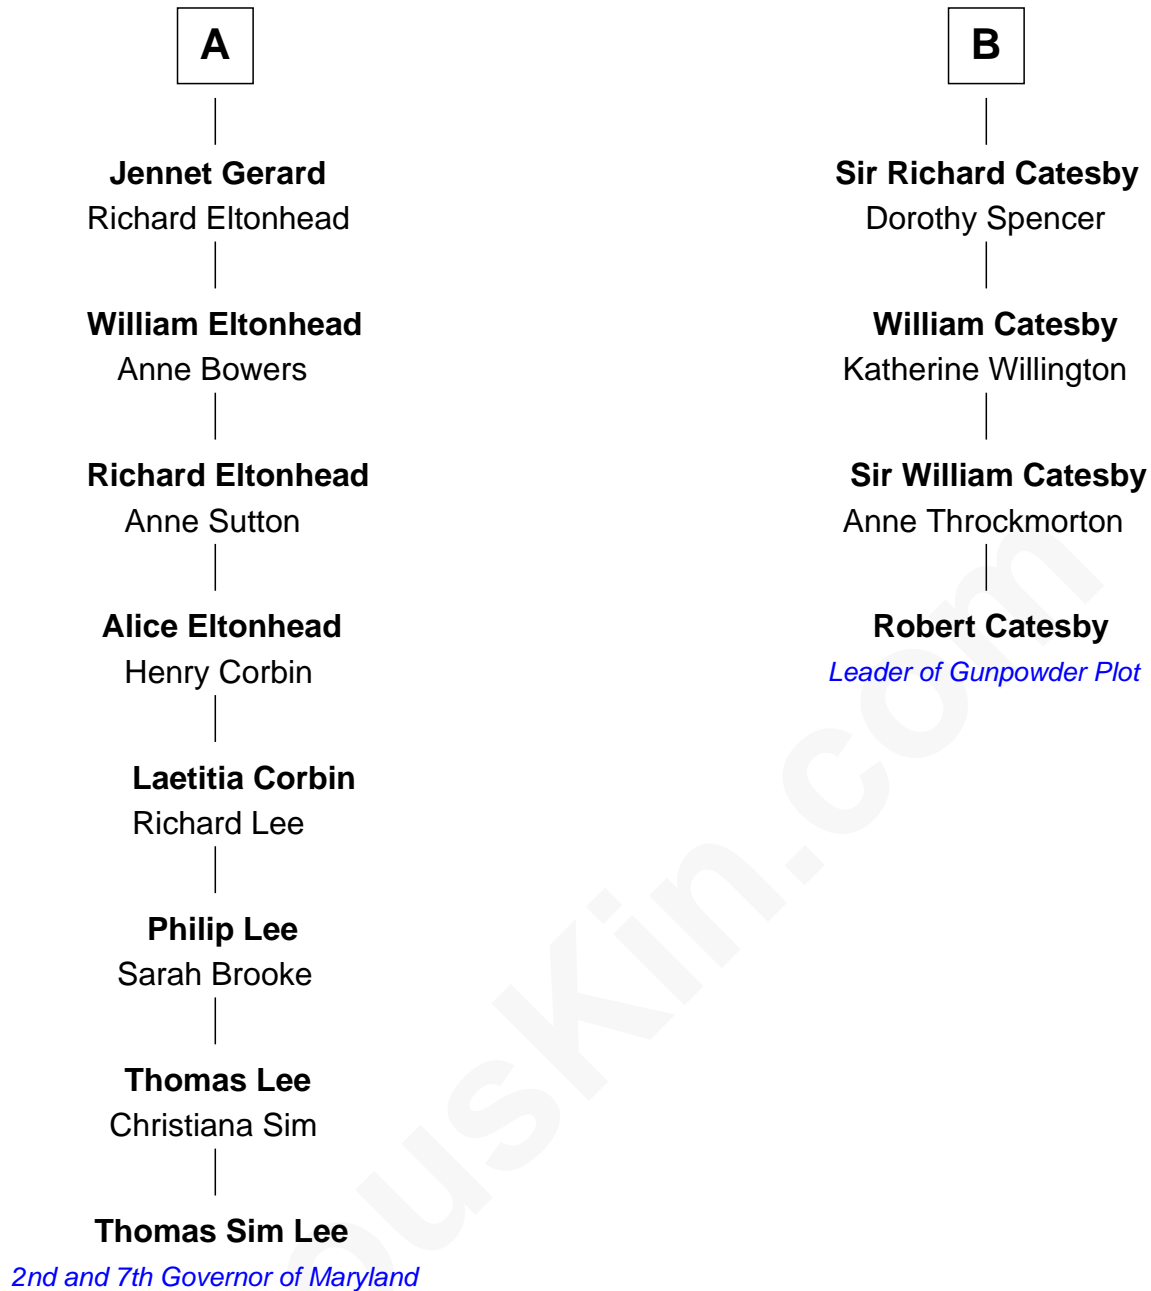 A
Jennet Gerard
Richard Eltonhead
William Eltonhead
Anne Bowers
Richard Eltonhead
Anne Sutton
Alice Eltonhead
Henry Corbin
Laetitia Corbin
Richard Lee
Philip Lee
Sarah Brooke
Thomas Lee
Christiana Sim
Thomas Sim Lee
2nd and 7th Governor of Maryland
B
Sir Richard Catesby
Dorothy Spencer
William Catesby
Katherine Willington
Sir William Catesby
Anne Throckmorton
Robert Catesby
Leader of Gunpowder Plot
ousKin.com